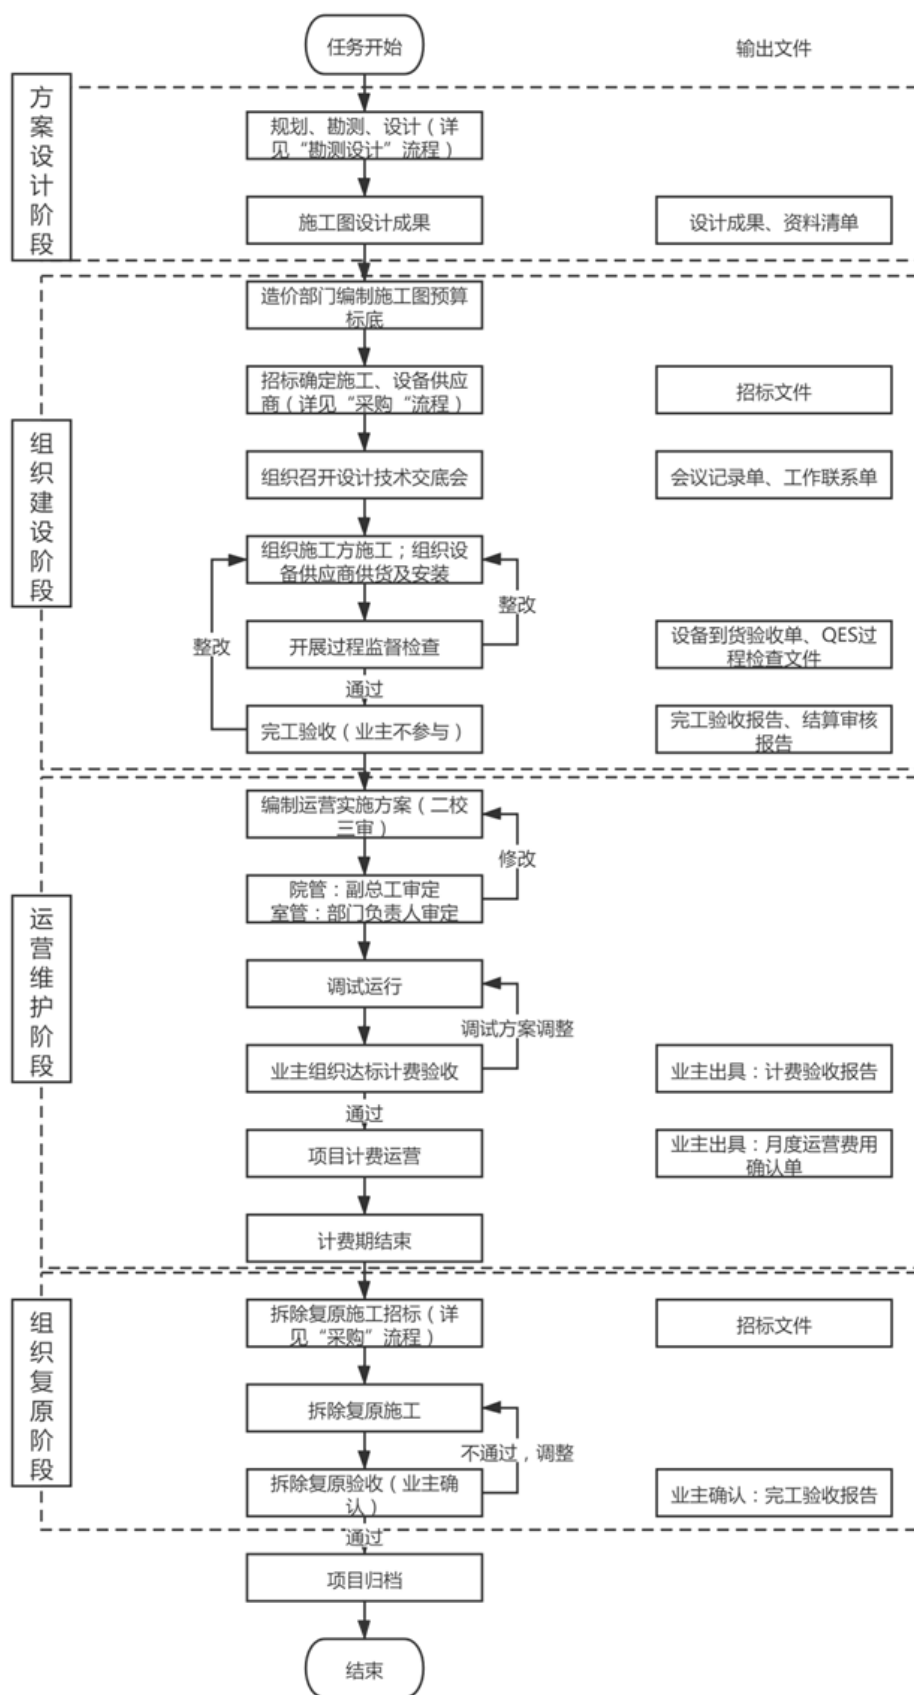 任务开始
输出文件
方案设计阶段
规划、勘测、设计（详
见“勘测设计”流程）
施工图设计成果
设计成果、资料清单
组织建设阶段
造价部门编制施工图预算
标底
招标确定施工、设备供应
商（详见“采购“流程）
招标文件
组织召开设计技术交底会
会议记录单、工作联系单
组织施工方施工；组织设
备供应商供货及安装
整改
整改
开展过程监督检查
设备到货验收单、QES过
程检查文件
通过
完工验收（业主不参与）
完工验收报告、结算审核
报告
运营维护阶段
编制运营实施方案（二校
三审）
修改
院管：副总工审定
室管：部门负责人审定
调试运行
调试方案调整
业主组织达标计费验收
业主出具：计费验收报告
通过
项目计费运营
业主出具：月度运营费用
确认单
计费期结束
组织复原阶段
拆除复原施工招标（详
见“采购”流程）
招标文件
拆除复原施工
不通过，调整
拆除复原验收（业主确
认）
业主确认：完工验收报告
通过
项目归档
结束